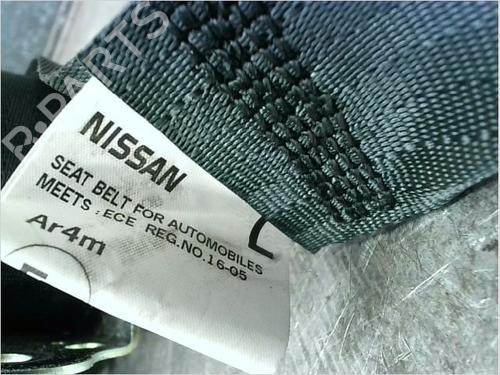 NISSAN
SEAT BELT FOR AUTOMOBILES
MEETS : ECE REG.NO.16-05
Ar4m
E